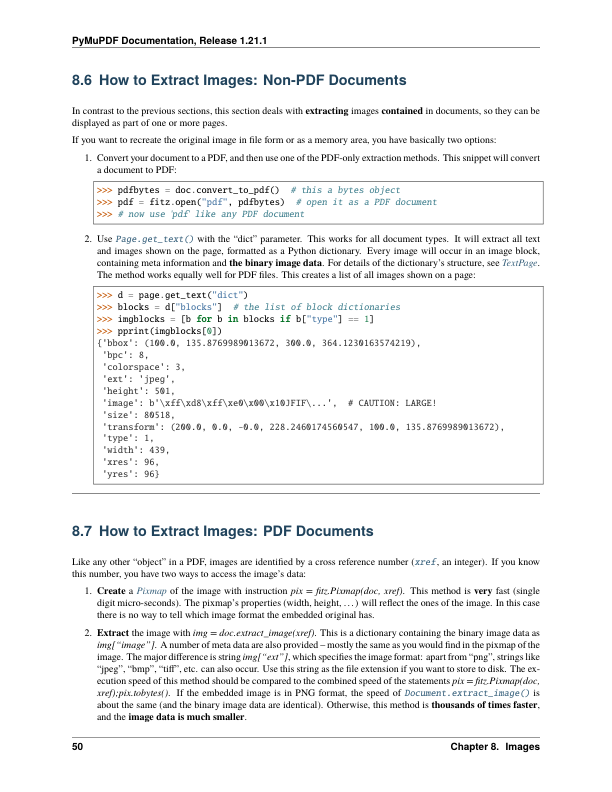 PyMuPDF Documentation, Release 1.21.1
8.6 How to Extract Images: Non-PDF Documents
In contrast to the previous sections, this section deals with extracting images contained in documents, so they can be
displayed as part of one or more pages.
If you want to recreate the original image in file form or as a memory area, you have basically two options:
1. Convert your document to a PDF, and then use one of the PDF-only extraction methods. This snippet will convert
a document to PDF:
>>> pdfbytes = doc.convert_to_pdf()  # this a bytes object
>>> pdf = fitz.open("pdf", pdfbytes)  # open it as a PDF document
>>> # now use 'pdf' like any PDF document
2. Use Page.get_text() with the “dict” parameter. This works for all document types. It will extract all text
and images shown on the page, formatted as a Python dictionary. Every image will occur in an image block,
containing meta information and the binary image data. For details of the dictionary’s structure, see TextPage.
The method works equally well for PDF files. This creates a list of all images shown on a page:
>>> d = page.get_text("dict")
>>> blocks = d["blocks"]  # the list of block dictionaries
>>> imgblocks = [b for b in blocks if b["type"] == 1]
>>> pprint(imgblocks[0])
{'bbox': (100.0, 135.8769989013672, 300.0, 364.1230163574219),
'bpc': 8,
'colorspace': 3,
'ext': 'jpeg',
'height': 501,
'image': b'\xff\xd8\xff\xe0\x00\x10JFIF\...',  # CAUTION: LARGE!
'size': 80518,
'transform': (200.0, 0.0, -0.0, 228.2460174560547, 100.0, 135.8769989013672),
'type': 1,
'width': 439,
'xres': 96,
'yres': 96}
8.7 How to Extract Images: PDF Documents
Like any other “object” in a PDF, images are identified by a cross reference number (xref, an integer). If you know
this number, you have two ways to access the image’s data:
1. Create a Pixmap of the image with instruction pix = fitz.Pixmap(doc, xref). This method is very fast (single
digit micro-seconds). The pixmap’s properties (width, height, …) will reflect the ones of the image. In this case
there is no way to tell which image format the embedded original has.
2. Extract the image with img = doc.extract_image(xref). This is a dictionary containing the binary image data as
img[“image”]. A number of meta data are also provided – mostly the same as you would find in the pixmap of the
image. The major difference is string img[“ext”], which specifies the image format: apart from “png”, strings like
“jpeg”, “bmp”, “tiff”, etc. can also occur. Use this string as the file extension if you want to store to disk. The ex-
ecution speed of this method should be compared to the combined speed of the statements pix = fitz.Pixmap(doc,
xref);pix.tobytes(). If the embedded image is in PNG format, the speed of Document.extract_image() is
about the same (and the binary image data are identical). Otherwise, this method is thousands of times faster,
and the image data is much smaller.
50 Chapter 8. Images